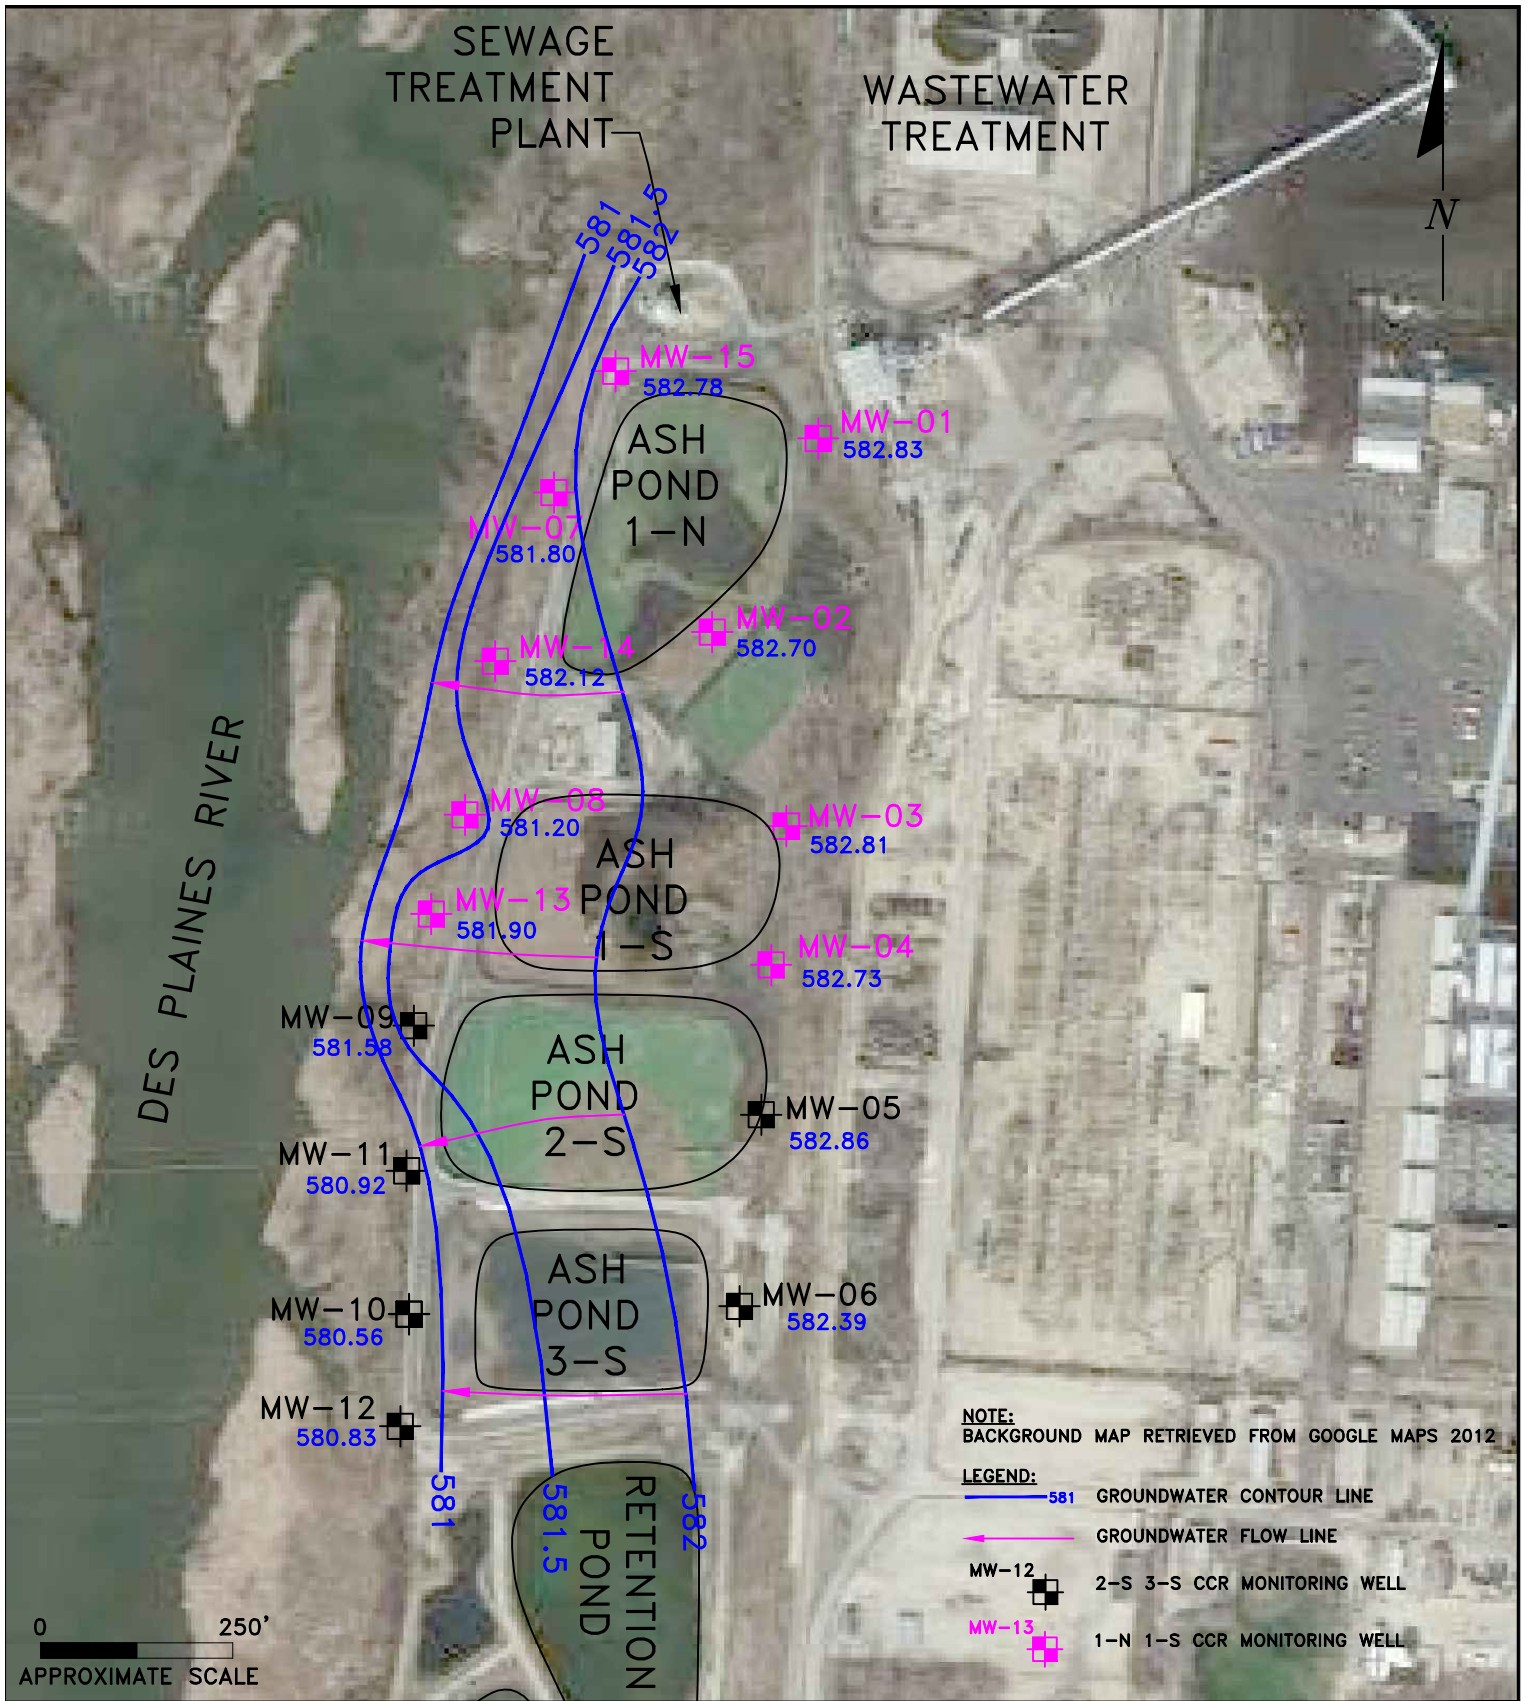 SEWAGE
TREATMENT
PLANT
WASTEWATER
TREATMENT
N
581
581.5
582
MW-15
582.78
MW-01
582.83
ASH
POND
1-N
MW-07
581.80
MW-02
582.70
MW-14
582.12
DES PLAINES RIVER
MW-08
581.20
MW-03
582.81
ASH
POND
1-S
MW-13
581.90
MW-04
582.73
MW-09
581.58
ASH
POND
2-S
MW-05
582.86
MW-11
580.92
ASH
POND
3-S
MW-06
582.39
MW-10
580.56
MW-12
580.83
581
581.5
582
RETENTION
POND
NOTE:
BACKGROUND MAP RETRIEVED FROM GOOGLE MAPS 2012
LEGEND:
581 GROUNDWATER CONTOUR LINE
GROUNDWATER FLOW LINE
MW-12
2-S 3-S CCR MONITORING WELL
MW-13
1-N 1-S CCR MONITORING WELL
0 250'
APPROXIMATE SCALE